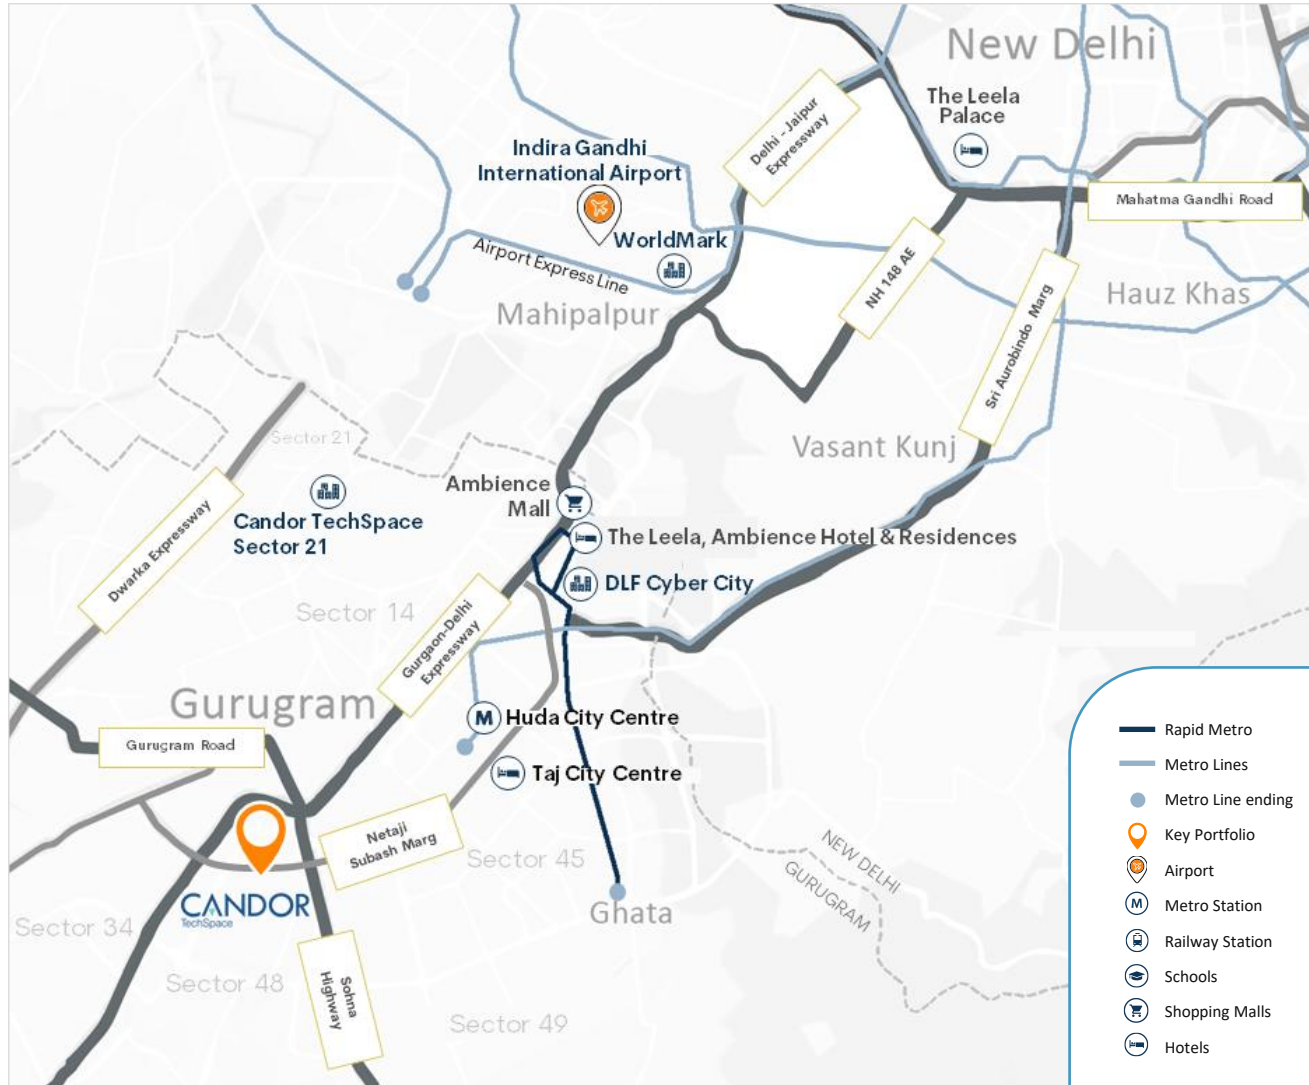 New Delhi
The Leela
Palace
Delhi - Jaipur
Expressway
Indira Gandhi
International Airport
Mahatma Gandhi Road
WorldMark
Airport Express Line
NH 148 AE
Hauz Khas
Mahipalpur
Sri Aurobindo Marg
Sector 21
Vasant Kunj
Ambience
Mall
Dwarka Expressway
Candor TechSpace
Sector 21
The Leela, Ambience Hotel & Residences
DLF Cyber City
Sector 14
Gurgaon-Delhi
Expressway
Gurugram
M
Huda City Centre
Gurugram Road
Taj City Centre
Netaji
Subash Marg
Sector 45
NEW DELHI
GURUGRAM
CANDOR
TechSpace
Ghata
Sector 34
Sector 48
Sohna
Highway
Sector 49
Rapid Metro
Metro Lines
Metro Line ending
Key Portfolio
Airport
M
Metro Station
Railway Station
Schools
Shopping Malls
Hotels